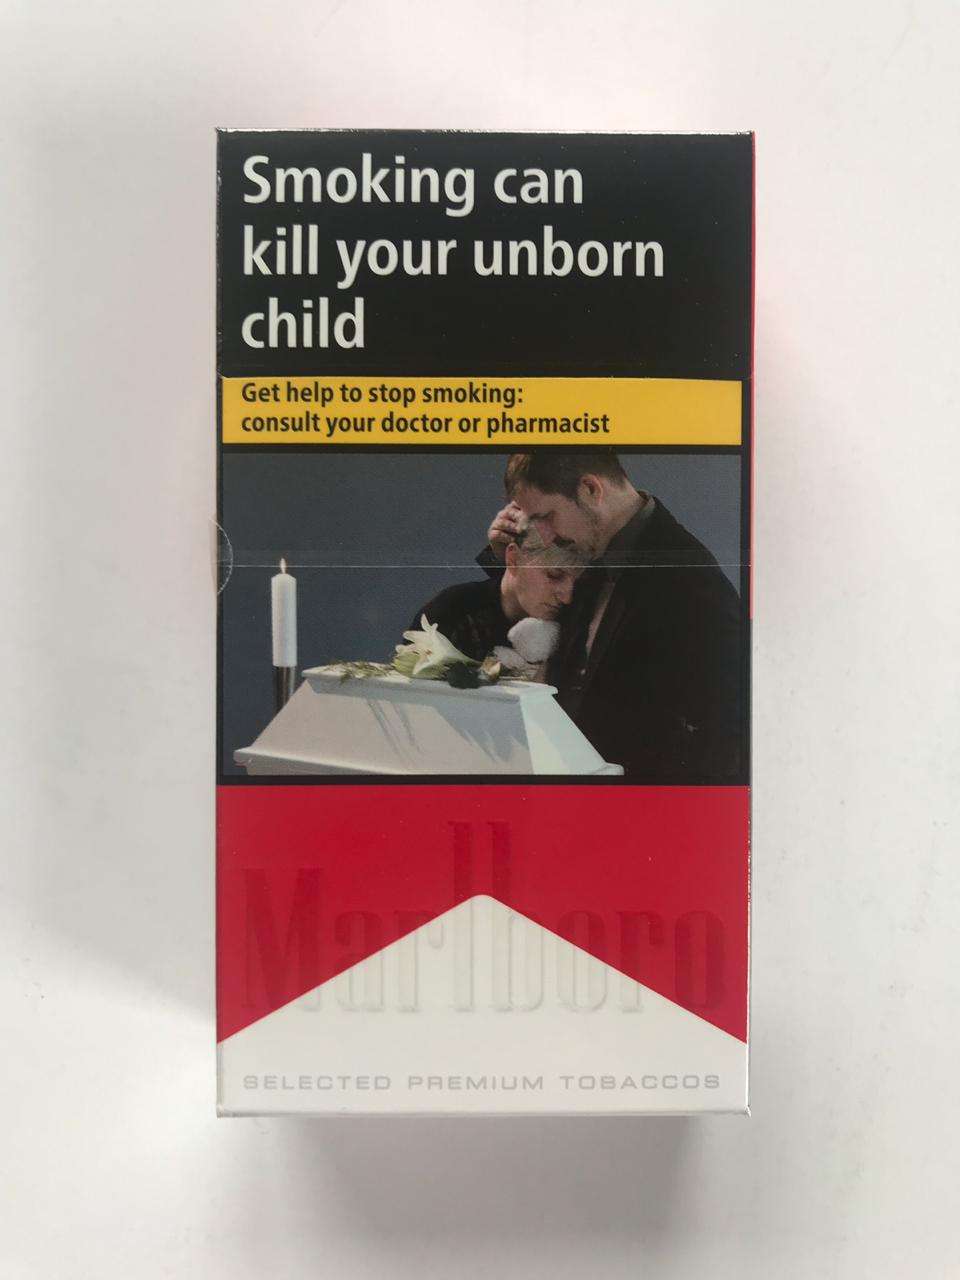 Smoking can
kill your unborn
child
Get help to stop smoking:
consult your doctor or pharmacist
Marlboro
SELECTED PREMIUM TOBACCOS